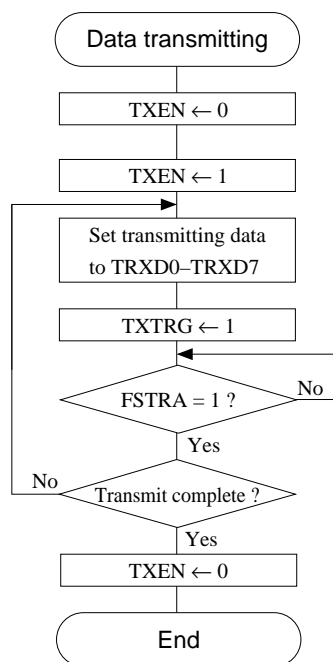 Data transmitting
TXEN ← 0
TXEN ← 1
Set transmitting data
to TRXD0–TRXD7
TXTRG ← 1
FSTRA = 1 ?
No
Yes
No
Transmit complete ?
Yes
TXEN ← 0
End